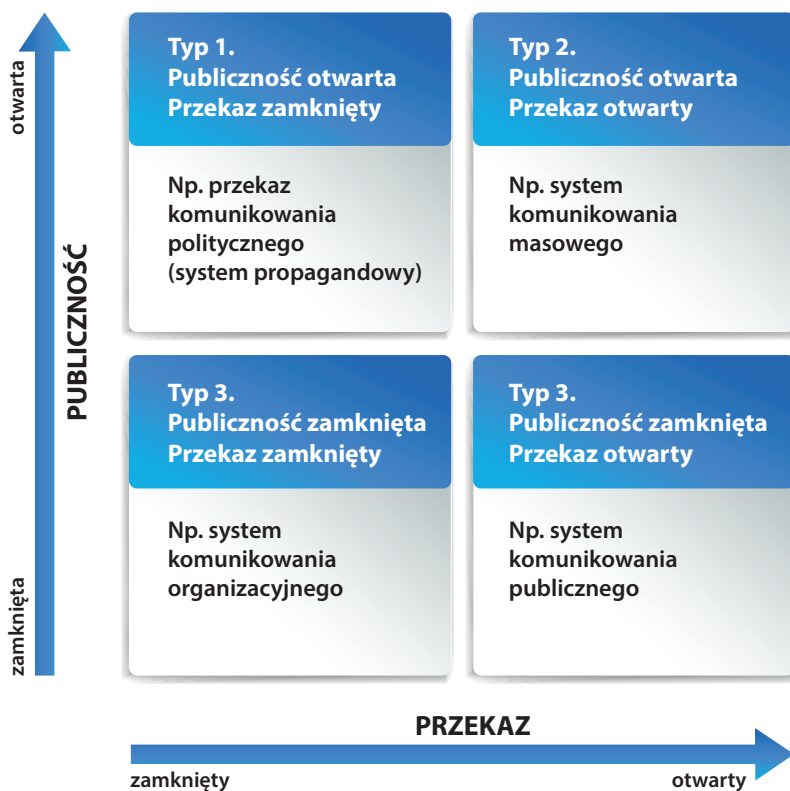 otwarta
PUBLICZNOŚĆ
zamknięta
Typ 1.
Publiczność otwarta
Przekaz zamknięty
Np. przekaz
komunikowania
politycznego
(system propagandowy)
Typ 2.
Publiczność otwarta
Przekaz otwarty
Np. system
komunikowania
masowego
Typ 3.
Publiczność zamknięta
Przekaz zamknięty
Np. system
komunikowania
organizacyjnego
Typ 3.
Publiczność zamknięta
Przekaz otwarty
Np. system
komunikowania
publicznego
PRZEKAZ
zamknięty
otwarty